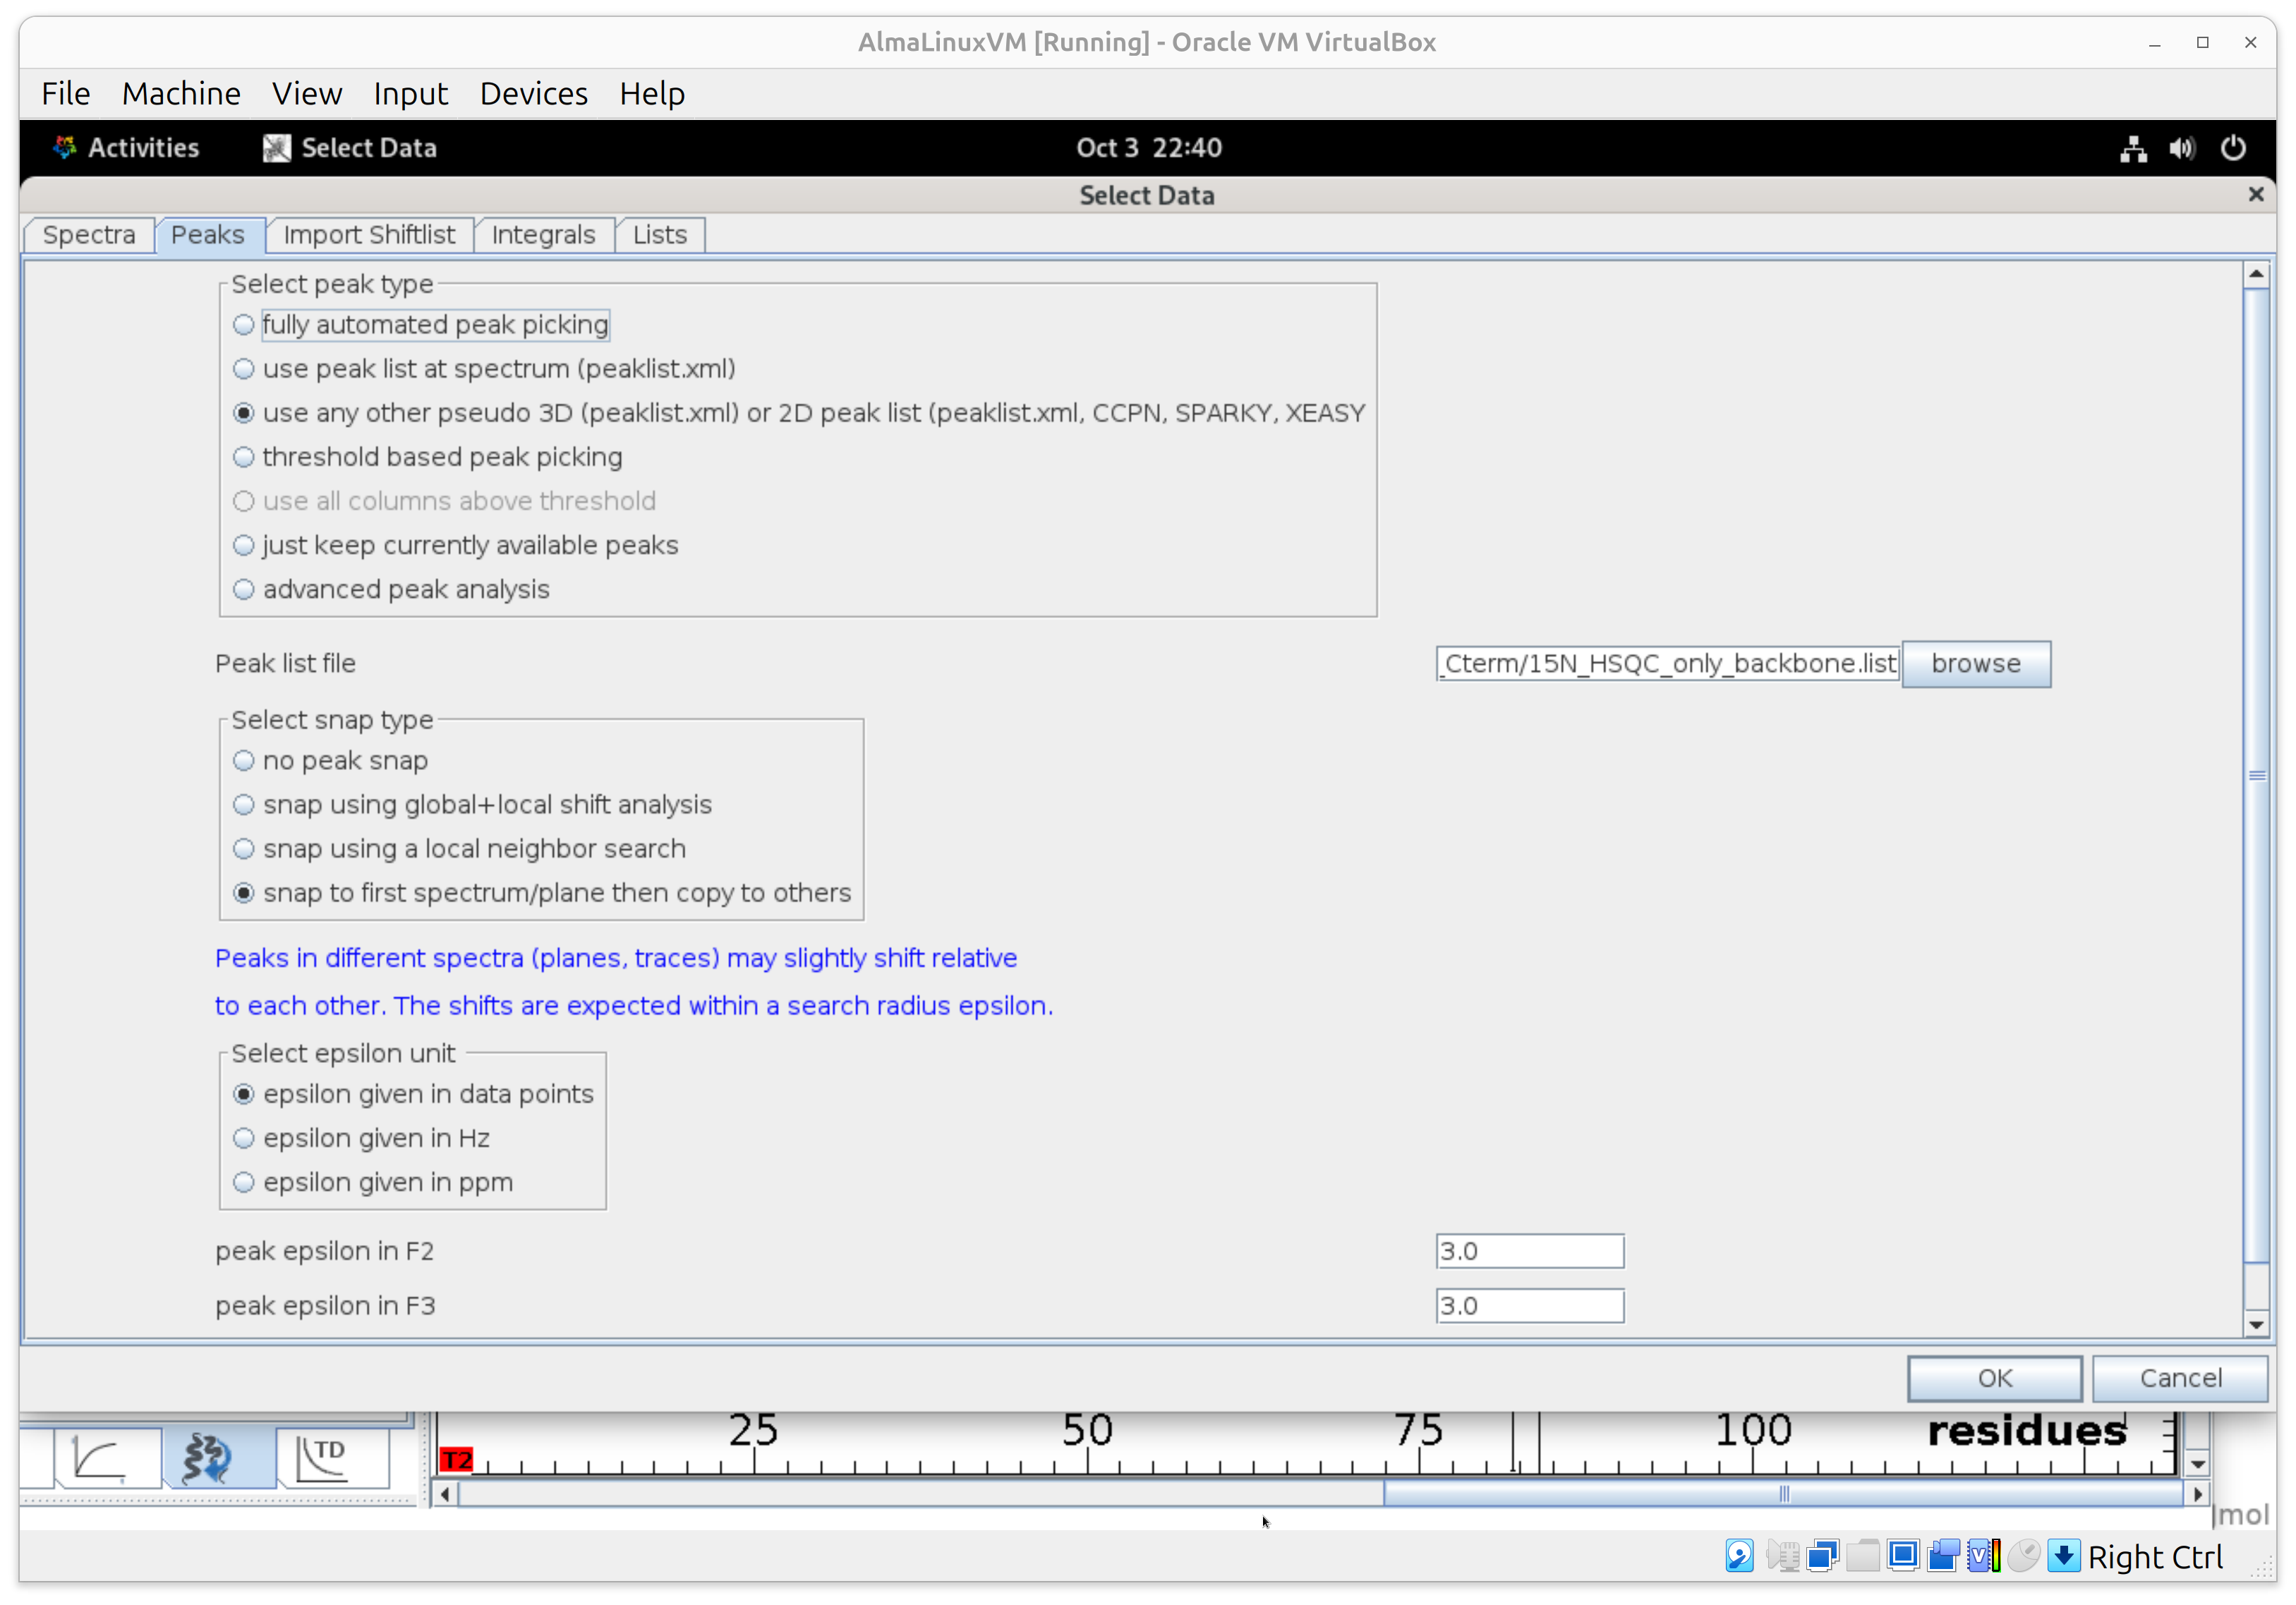 AlmaLinuxVM [Running] - Oracle VM VirtualBox
File Machine View Input Devices Help
Activities Select Data Oct 3 22:40
Select Data
Spectra Peaks Import Shiftlist Integrals Lists
Select peak type
fully automated peak picking
use peak list at spectrum (peaklist.xml)
use any other pseudo 3D (peaklist.xml) or 2D peak list (peaklist.xml, CCPN, SPARKY, XEASY
threshold based peak picking
use all columns above threshold
just keep currently available peaks
advanced peak analysis
Peak list file _Cterm/15N_HSQC_only_backbone.list browse
Select snap type
no peak snap
snap using global+local shift analysis
snap using a local neighbor search
snap to first spectrum/plane then copy to others
Peaks in different spectra (planes, traces) may slightly shift relative
to each other. The shifts are expected within a search radius epsilon.
Select epsilon unit
epsilon given in data points
epsilon given in Hz
epsilon given in ppm
peak epsilon in F2 3.0
peak epsilon in F3 3.0
OK Cancel
25 50 75 100 residues
TD
T2
mol
Right Ctrl